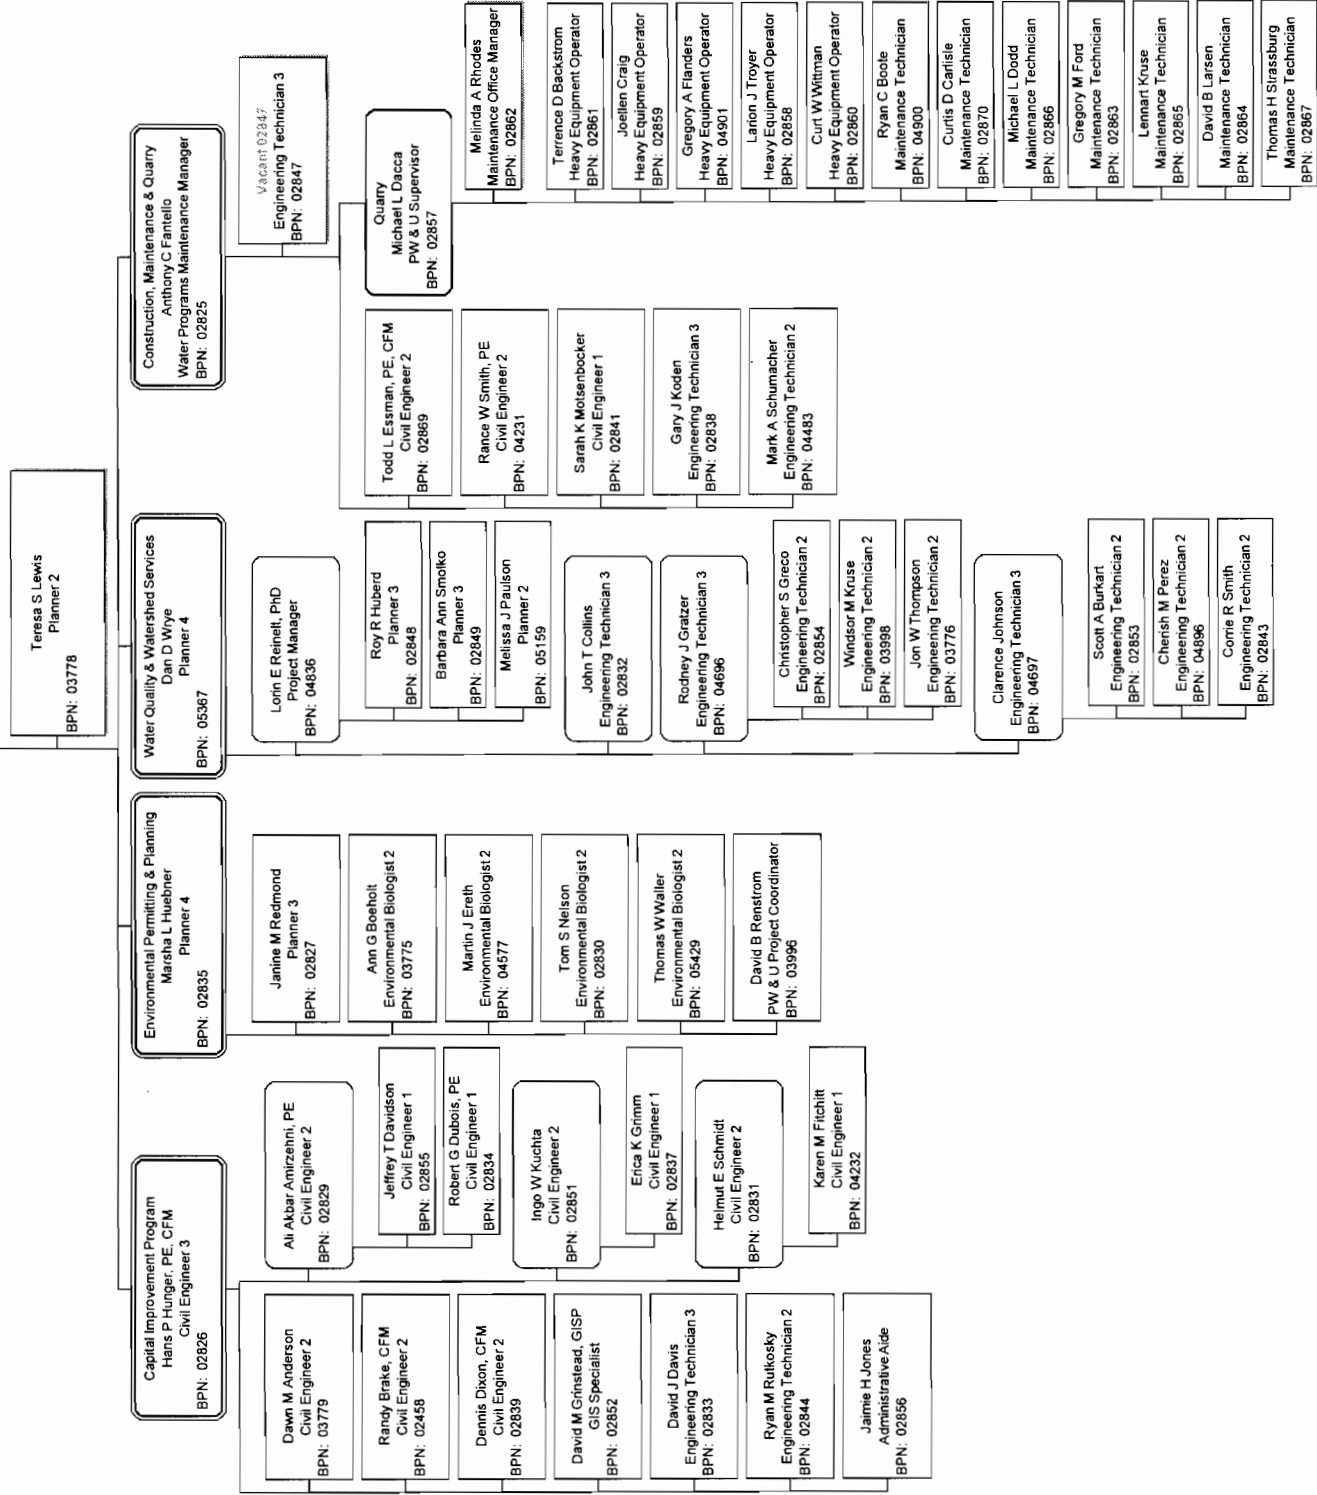 Teresa S Lewis
Planner 2
BPN: 03778
Capital Improvement Program
Hans P Hunger, PE, CFM
Civil Engineer 3
BPN: 02826
Dawn M Anderson
Civil Engineer 2
BPN: 03779
Randy Brake, CFM
Civil Engineer 2
BPN: 02458
Dennis Dixon, CFM
Civil Engineer 2
BPN: 02839
David M Grinstead, GISP
GIS Specialist
BPN: 02852
David J Davis
Engineering Technician 3
BPN: 02833
Ryan M Rutkosky
Engineering Technician 2
BPN: 02844
Jaimie H Jones
Administrative Aide
BPN: 02856
Ali Akbar Amirzehni, PE
Civil Engineer 2
BPN: 02829
Jeffrey T Davidson
Civil Engineer 1
BPN: 02855
Robert G Dubois, PE
Civil Engineer 1
BPN: 02834
Ingo W Kuchta
Civil Engineer 2
BPN: 02851
Erica K Grimm
Civil Engineer 1
BPN: 02837
Helmut E Schmidt
Civil Engineer 2
BPN: 02831
Karen M Fitchitt
Civil Engineer 1
BPN: 04232
Environmental Permitting & Planning
Marsha L Huebner
Planner 4
BPN: 02835
Janine M Redmond
Planner 3
BPN: 02827
Ann G Boeholt
Environmental Biologist 2
BPN: 03775
Martin J Ereth
Environmental Biologist 2
BPN: 04577
Tom S Nelson
Environmental Biologist 2
BPN: 02830
Thomas W Waller
Environmental Biologist 2
BPN: 05429
David B Renstrom
PW & U Project Coordinator
BPN: 03996
Water Quality & Watershed Services
Dan D Wrye
Planner 4
BPN: 05367
Lorin E Reinelt, PhD
Project Manager
BPN: 04836
Roy R Huberd
Planner 3
BPN: 02848
Barbara Ann Smolko
Planner 3
BPN: 02849
Melissa J Paulson
Planner 2
BPN: 05159
John T Collins
Engineering Technician 3
BPN: 02832
Rodney J Gratzer
Engineering Technician 3
BPN: 04696
Christopher S Greco
Engineering Technician 2
BPN: 02854
Windsor M Kruse
Engineering Technician 2
BPN: 03998
Jon W Thompson
Engineering Technician 2
BPN: 03776
Clarence Johnson
Engineering Technician 3
BPN: 04697
Scott A Burkart
Engineering Technician 2
BPN: 02853
Cherish M Perez
Engineering Technician 2
BPN: 04896
Corrie R Smith
Engineering Technician 2
BPN: 02843
Construction, Maintenance & Quarry
Anthony C Fantello
Water Programs Maintenance Manager
BPN: 02825
Vacant 02847
Engineering Technician 3
BPN: 02847
Todd L Essman, PE, CFM
Civil Engineer 2
BPN: 02869
Rance W Smith, PE
Civil Engineer 2
BPN: 04231
Sarah K Motsenbocker
Civil Engineer 1
BPN: 02841
Gary J Koden
Engineering Technician 3
BPN: 02838
Mark A Schumacher
Engineering Technician 2
BPN: 04483
Quarry
Michael L Dacca
PW & U Supervisor
BPN: 02857
Melinda A Rhodes
Maintenance Office Manager
BPN: 02862
Terrence D Backstrom
Heavy Equipment Operator
BPN: 02861
Joellen Craig
Heavy Equipment Operator
BPN: 02859
Gregory A Flanders
Heavy Equipment Operator
BPN: 04901
Larion J Troyer
Heavy Equipment Operator
BPN: 02858
Curt W Wittman
Heavy Equipment Operator
BPN: 02860
Ryan C Boote
Maintenance Technician
BPN: 04900
Curtis D Carlisle
Maintenance Technician
BPN: 02870
Michael L Dodd
Maintenance Technician
BPN: 02866
Gregory M Ford
Maintenance Technician
BPN: 02863
Lennart Kruse
Maintenance Technician
BPN: 02865
David B Larsen
Maintenance Technician
BPN: 02864
Thomas H Strassburg
Maintenance Technician
BPN: 02867